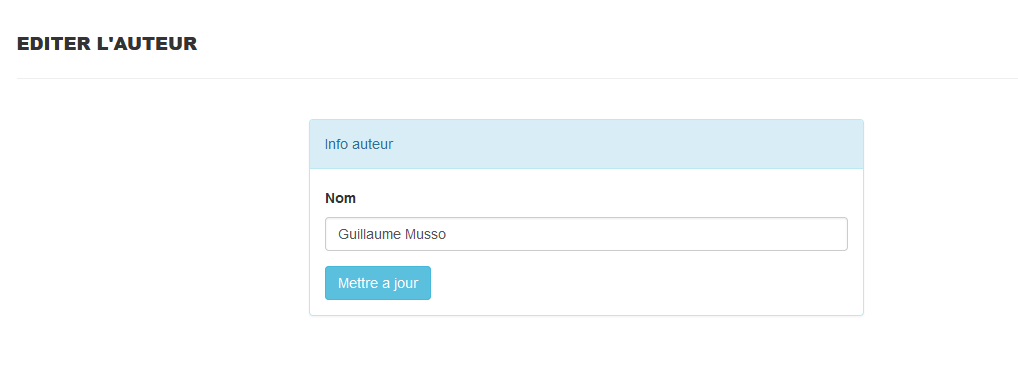 EDITER L'AUTEUR
Info auteur
Nom
Guillaume Musso
Mettre a jour